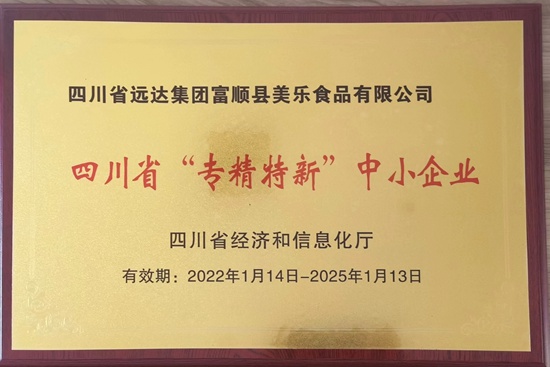 四川省远达集团富顺县美乐食品有限公司
四川省“专精特新”中小企业
四川省经济和信息化厅
有效期：2022年1月14日-2025年1月13日